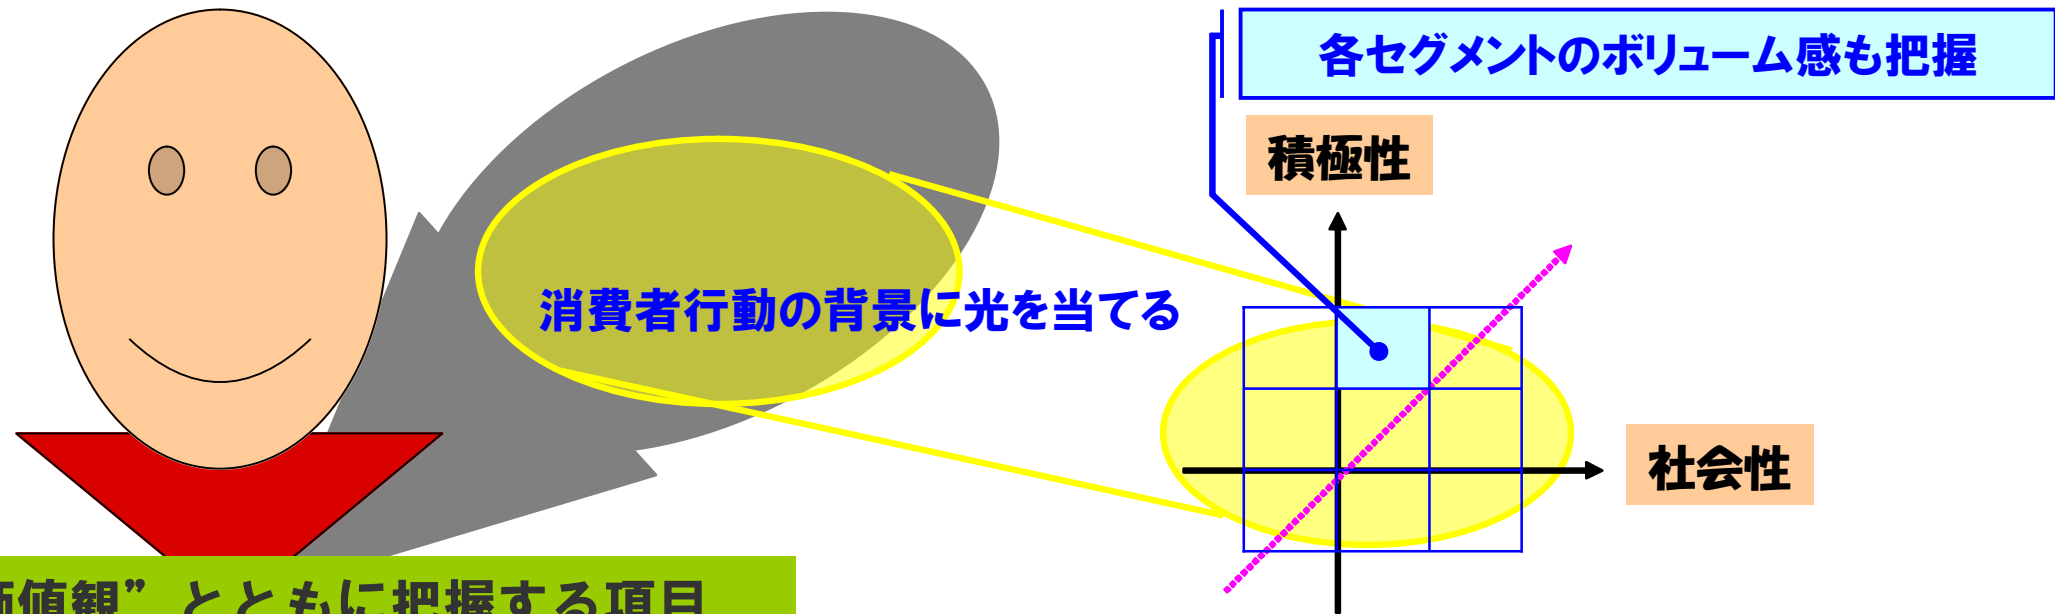 各セグメントのボリューム感も把握
積極性
消費者行動の背景に光を当てる
社会性
値観”とともに把握する項目